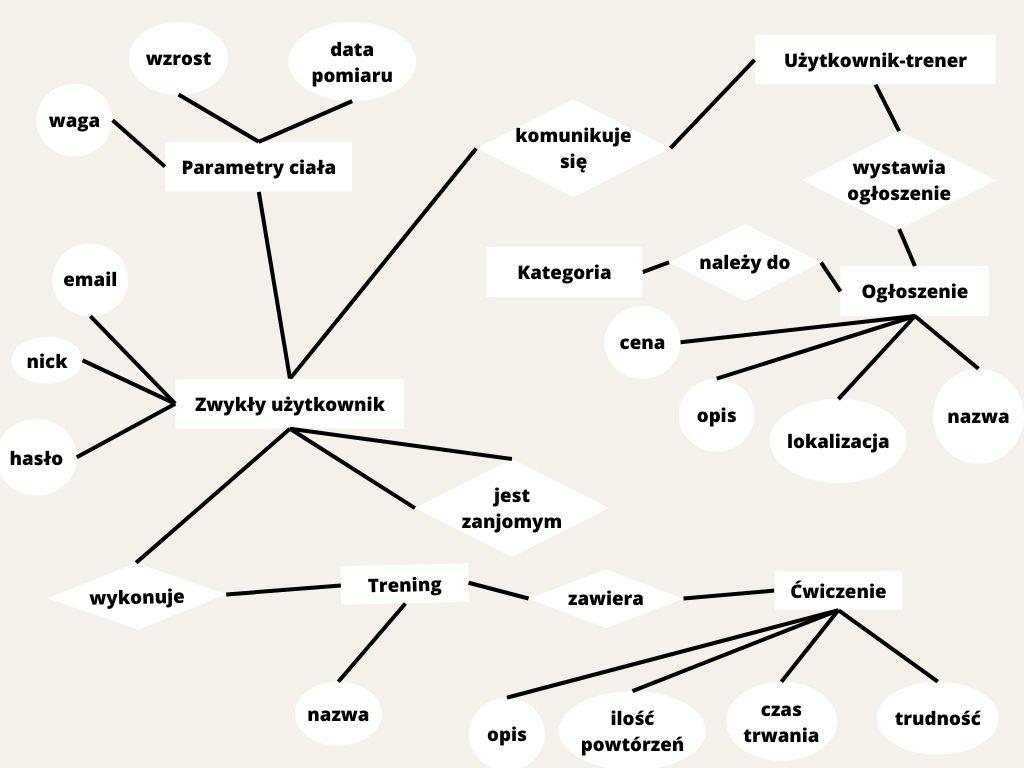 wzrost
data
pomiaru
Użytkownik-trener
waga
komunikuje
się
Parametry ciała
wystawia
ogłoszenie
email
Kategoria
należy do
Ogłoszenie
nick
cena
Zwykły użytkownik
opis
lokalizacja
nazwa
hasło
jest
zanjomym
wykonuje
Trening
zawiera
Ćwiczenie
nazwa
opis
ilość
powtórzeń
czas
trwania
trudność